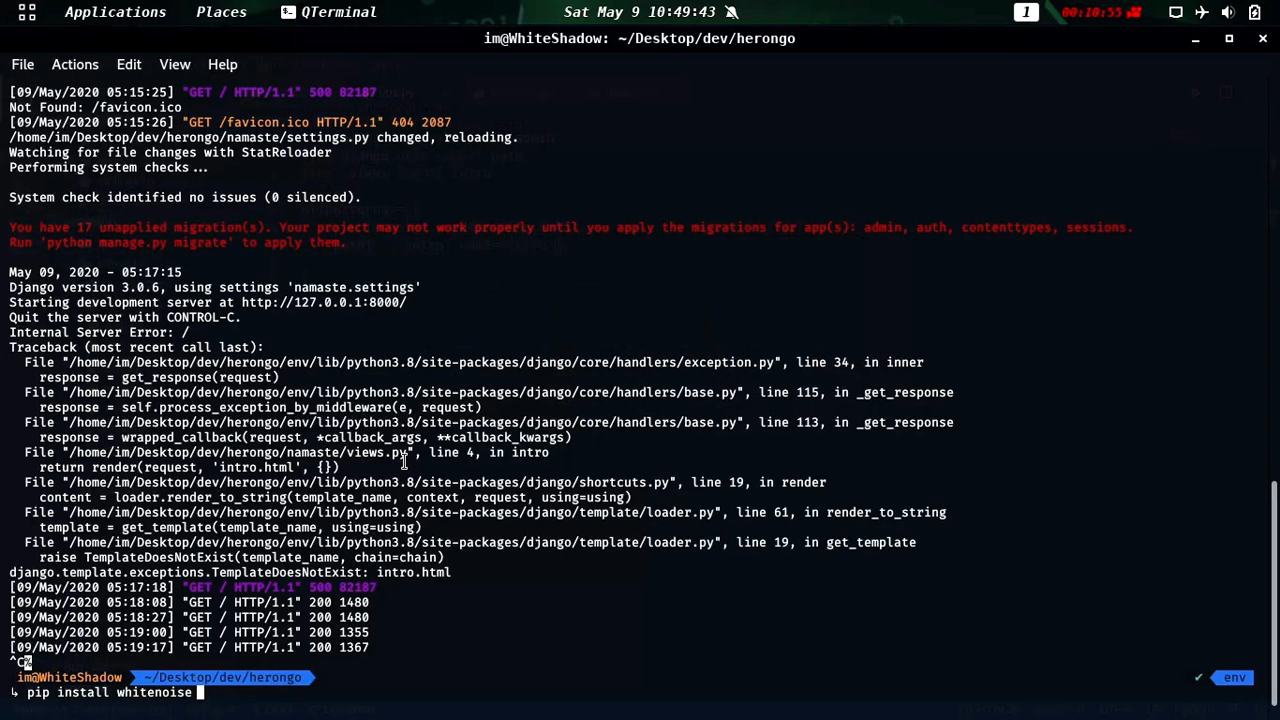 Applications Places QTerminal Sat May 9 10:49:43 1 00:10:55
im@WhiteShadow: ~/Desktop/dev/herongo
File Actions Edit View Help
[09/May/2020 05:15:25] "GET / HTTP/1.1" 500 82187
Not Found: /favicon.ico
[09/May/2020 05:15:26] "GET /favicon.ico HTTP/1.1" 404 2087
/home/im/Desktop/dev/herongo/namaste/settings.py changed, reloading.
Watching for file changes with StatReloader
Performing system checks...
System check identified no issues (0 silenced).
You have 17 unapplied migration(s). Your project may not work properly until you apply the migrations for app(s): admin, auth, contenttypes, sessions.
Run 'python manage.py migrate' to apply them.
May 09, 2020 - 05:17:15
Django version 3.0.6, using settings 'namaste.settings'
Starting development server at http://127.0.0.1:8000/
Quit the server with CONTROL-C.
Internal Server Error: /
Traceback (most recent call last):
File "/home/im/Desktop/dev/herongo/env/lib/python3.8/site-packages/django/core/handlers/exception.py", line 34, in inner
response = get_response(request)
File "/home/im/Desktop/dev/herongo/env/lib/python3.8/site-packages/django/core/handlers/base.py", line 115, in _get_response
response = self.process_exception_by_middleware(e, request)
File "/home/im/Desktop/dev/herongo/env/lib/python3.8/site-packages/django/core/handlers/base.py", line 113, in _get_response
response = wrapped_callback(request, *callback_args, **callback_kwargs)
File "/home/im/Desktop/dev/herongo/namaste/views.py", line 4, in intro
return render(request, 'intro.html', {})
File "/home/im/Desktop/dev/herongo/env/lib/python3.8/site-packages/django/shortcuts.py", line 19, in render
content = loader.render_to_string(template_name, context, request, using=using)
File "/home/im/Desktop/dev/herongo/env/lib/python3.8/site-packages/django/template/loader.py", line 61, in render_to_string
template = get_template(template_name, using=using)
File "/home/im/Desktop/dev/herongo/env/lib/python3.8/site-packages/django/template/loader.py", line 19, in get_template
raise TemplateDoesNotExist(template_name, chain=chain)
django.template.exceptions.TemplateDoesNotExist: intro.html
[09/May/2020 05:17:18] "GET / HTTP/1.1" 500 82187
[09/May/2020 05:18:08] "GET / HTTP/1.1" 200 1480
[09/May/2020 05:18:27] "GET / HTTP/1.1" 200 1480
[09/May/2020 05:19:00] "GET / HTTP/1.1" 200 1355
[09/May/2020 05:19:17] "GET / HTTP/1.1" 200 1367
^C%
im@WhiteShadow ~/Desktop/dev/herongo ✔ env
↳ pip install whitenoise